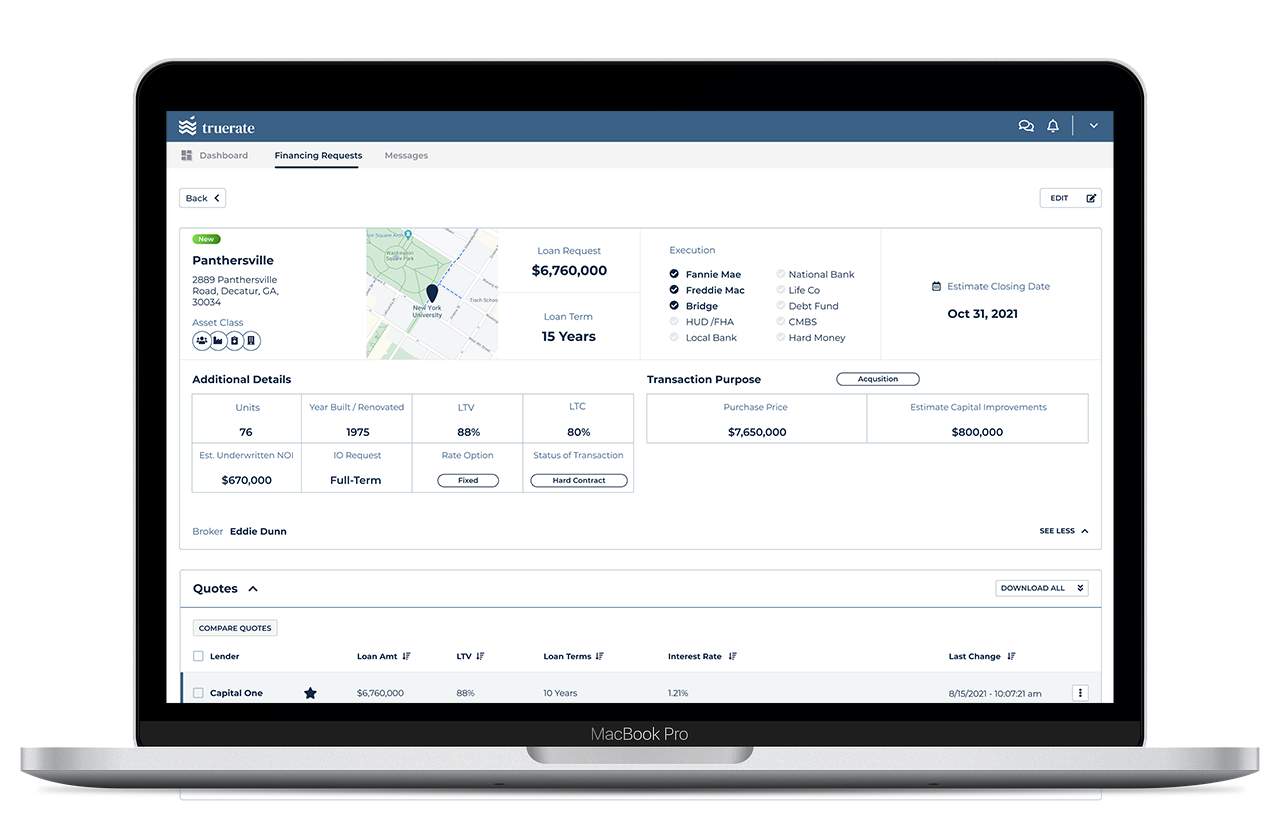 truerate
Dashboard
Financing Requests
Messages
Back
EDIT
New
Panthersville
2889 Panthersville
Road, Decatur, GA,
30034
Asset Class
Washington
Square Park
New York
University
Loan Request
$6,760,000
Loan Term
15 Years
Execution
Fannie Mae
Freddie Mac
Bridge
HUD /FHA
Local Bank
National Bank
Life Co
Debt Fund
CMBS
Hard Money
Estimate Closing Date
Oct 31, 2021
Additional Details
Units
76
Year Built / Renovated
1975
LTV
88%
LTC
80%
Est. Underwritten NOI
$670,000
IO Request
Full-Term
Rate Option
Fixed
Status of Transaction
Hard Contract
Transaction Purpose
Acqusition
Purchase Price
$7,650,000
Estimate Capital Improvements
$800,000
Broker Eddie Dunn
SEE LESS
Quotes
DOWNLOAD ALL
COMPARE QUOTES
Lender Loan Amt LTV Loan Terms Interest Rate Last Change
Capital One $6,760,000 88% 10 Years 1.21% 8/15/2021 - 10:07:21 am
MacBook Pro